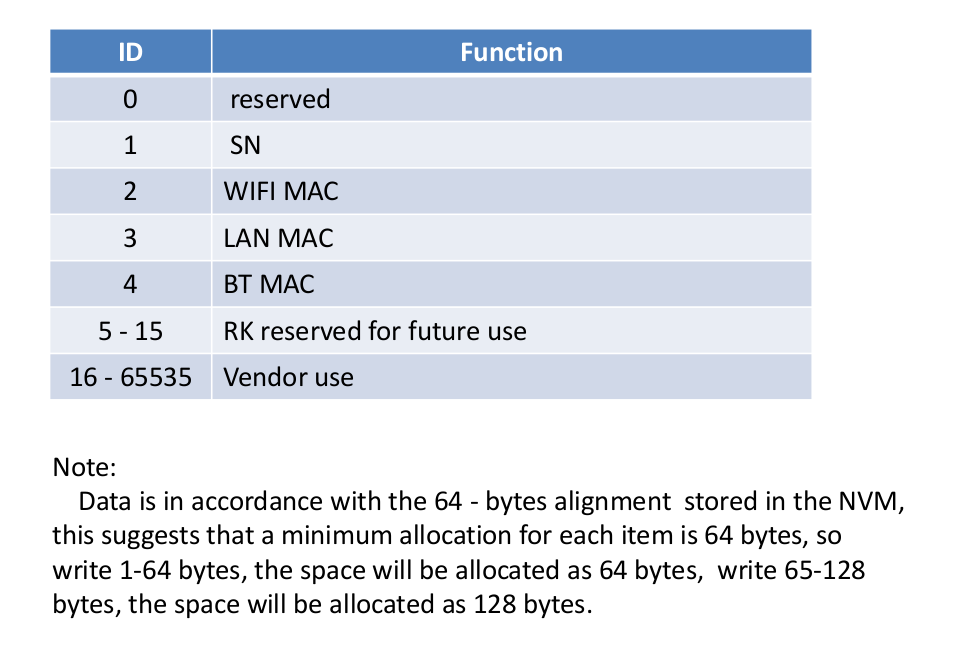 ID Function
0 reserved
1 SN
2 WIFI MAC
3 LAN MAC
4 BT MAC
5 - 15 RK reserved for future use
16 - 65535 Vendor use
Note:
Data is in accordance with the 64 - bytes alignment stored in the NVM,
this suggests that a minimum allocation for each item is 64 bytes, so
write 1-64 bytes, the space will be allocated as 64 bytes, write 65-128
bytes, the space will be allocated as 128 bytes.